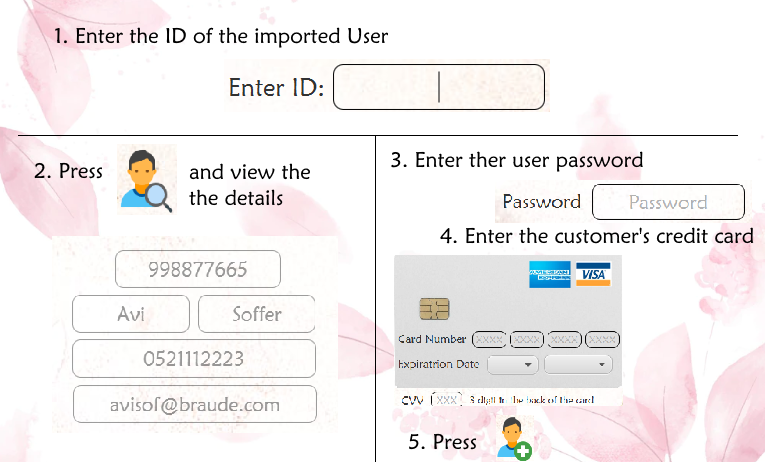 1. Enter the ID of the imported User
Enter ID:
2. Press and view the
the details
998877665
Avi Soffer
0521112223
avisof@braude.com
3. Enter ther user password
Password Password
4. Enter the customer's credit card
AMERICAN EXPRESS VISA
Card Number XXXX XXXX XXXX XXXX
Expiratrion Date
CVV XXX 3 digit in the back of the card
5. Press